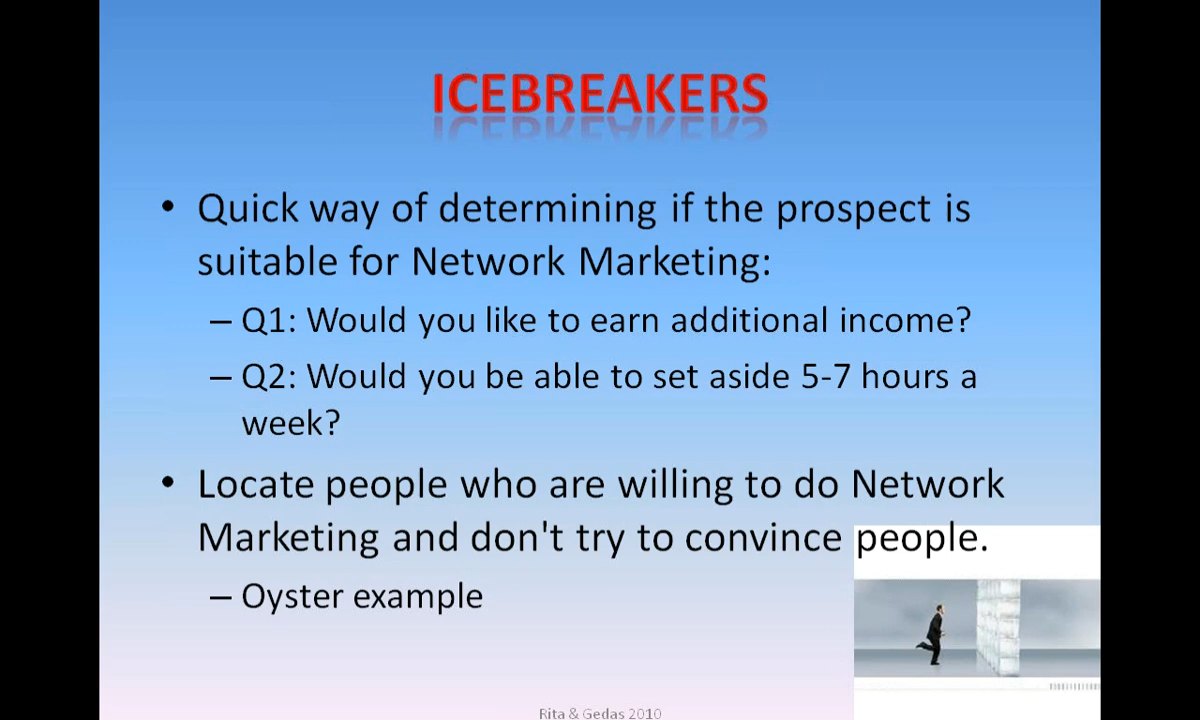 ICEBREAKERS
• Quick way of determining if the prospect is
suitable for Network Marketing:
– Q1: Would you like to earn additional income?
– Q2: Would you be able to set aside 5-7 hours a
week?
• Locate people who are willing to do Network
Marketing and don't try to convince people.
– Oyster example
Rita & Gedas 2010